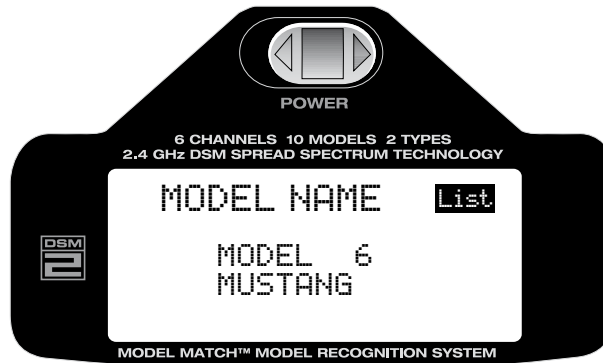 POWER
6 CHANNELS 10 MODELS 2 TYPES
2.4 GHz DSM SPREAD SPECTRUM TECHNOLOGY
MODEL NAME List
DSM
2
MODEL 6
MUSTANG
MODEL MATCH™ MODEL RECOGNITION SYSTEM